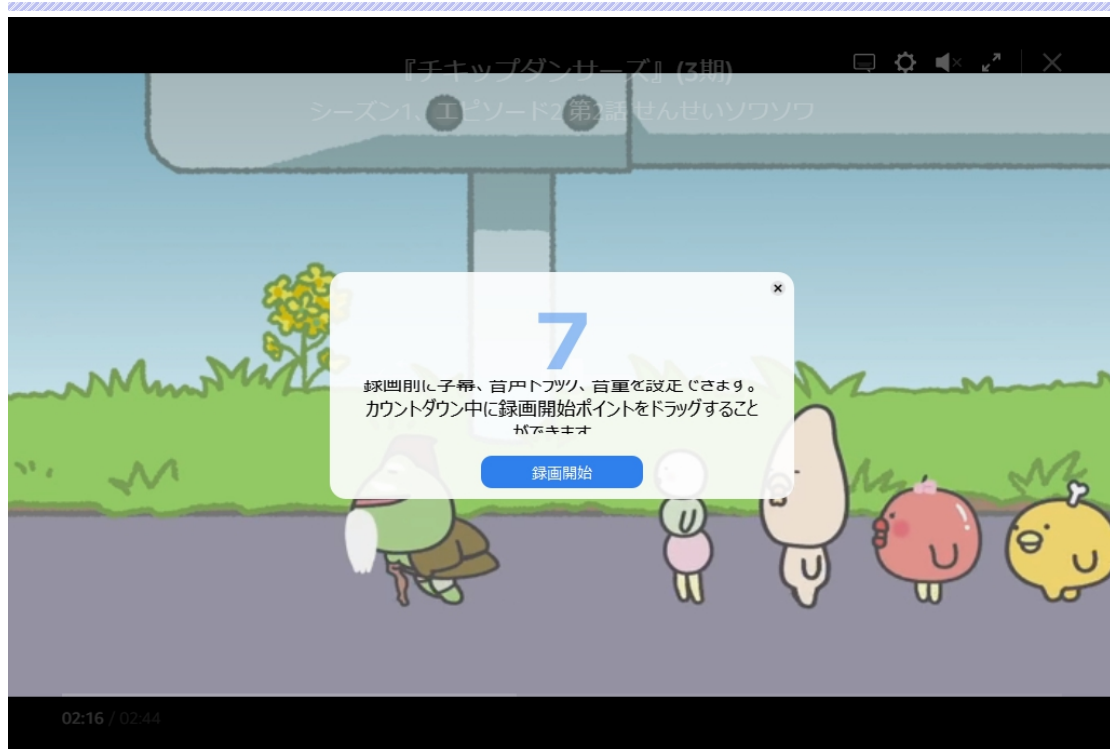 『チキップダンサーズ』(3期)
シーズン1、エピソード2 第2話 せんせいソワソワ
7
録画前に字幕、音声トラック、音量を設定できます。
カウントダウン中に録画開始ポイントをドラッグすること
ができます
録画開始
02:16 / 02:44